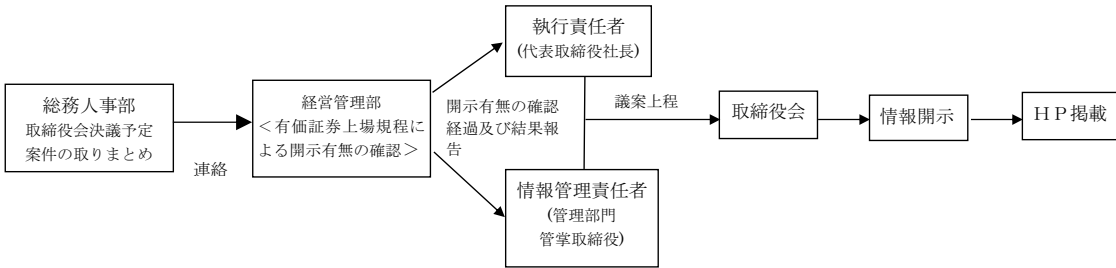 総務人事部
取締役会決議予定
案件の取りまとめ
連絡
経営管理部
＜有価証券上場規程に
よる開示有無の確認＞
開示有無の確認
経過及び結果報
告
執行責任者
(代表取締役社長)
情報管理責任者
(管理部門
管掌取締役)
議案上程
取締役会
情報開示
ＨＰ掲載